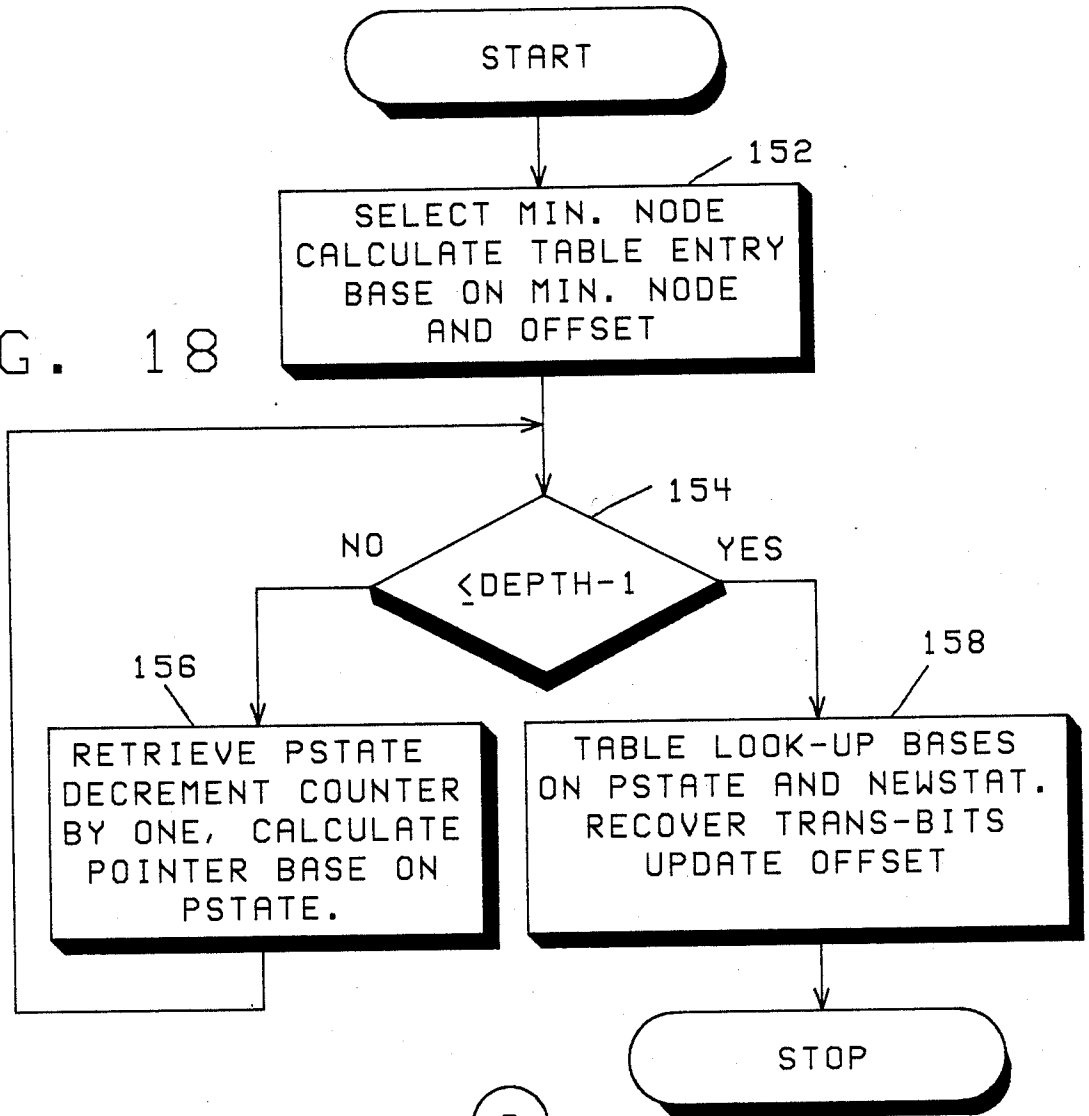 START
152
SELECT MIN. NODE
CALCULATE TABLE ENTRY
BASE ON MIN. NODE
AND OFFSET
G. 18
154
NO
YES
≤DEPTH-1
156
158
RETRIEVE PSTATE
DECREMENT COUNTER
BY ONE, CALCULATE
POINTER BASE ON
PSTATE.
TABLE LOOK-UP BASES
ON PSTATE AND NEWSTAT.
RECOVER TRANS-BITS
UPDATE OFFSET
STOP